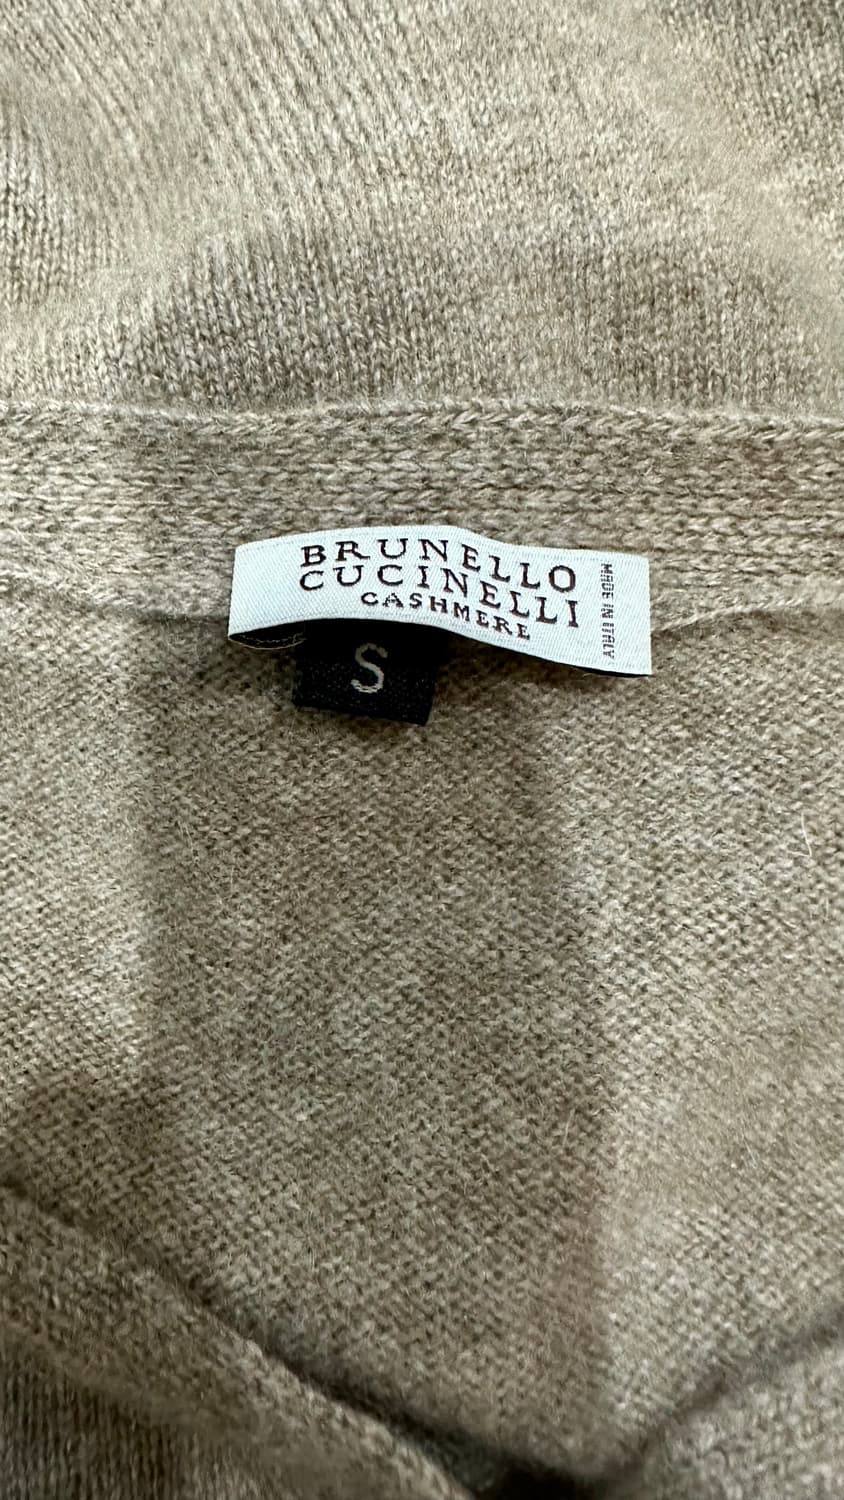 BRUNELLO
CUCINELLI
CASHMERE
MADE IN ITALY
S